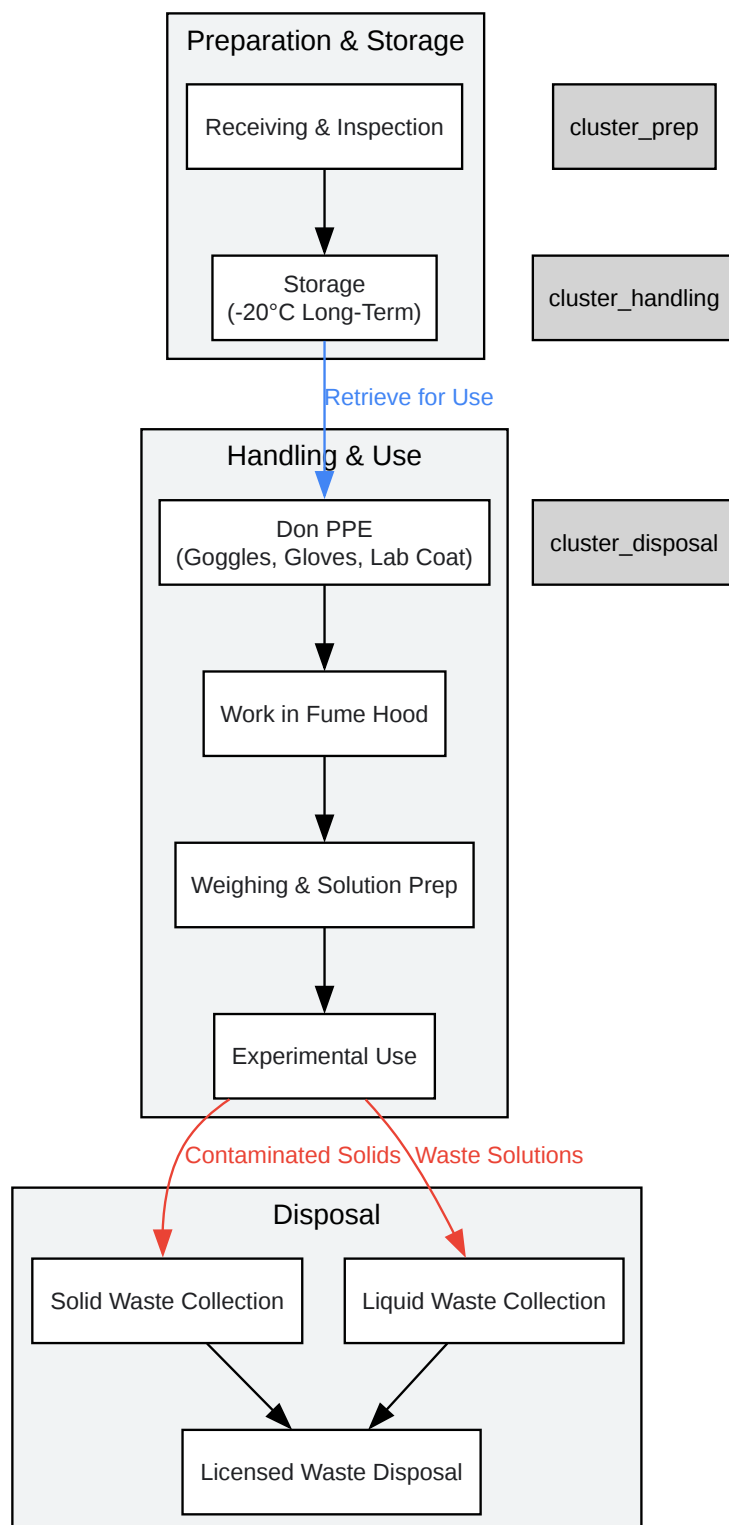 Preparation & Storage
Receiving & Inspection
cluster_prep
Storage
(-20°C Long-Term)
cluster_handling
Retrieve for Use
Handling & Use
Don PPE
(Goggles, Gloves, Lab Coat)
cluster_disposal
Work in Fume Hood
Weighing & Solution Prep
Experimental Use
Contaminated Solids
Waste Solutions
Disposal
Solid Waste Collection
Liquid Waste Collection
Licensed Waste Disposal